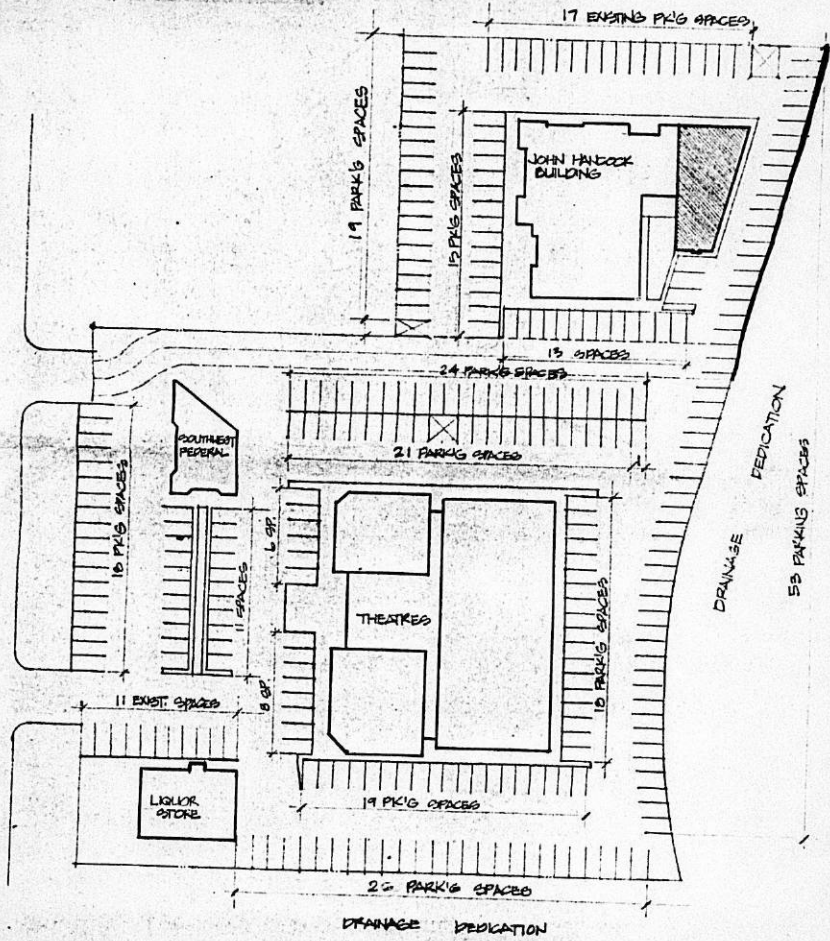 17 EXISTING PK'G SPACES
19 PARK'G SPACES
15 PK'G SPACES
JOHN HANCOCK
BUILDING
13 SPACES
24 PARK'G SPACES
SOUTHWEST
FEDERAL
21 PARK'G SPACES
18 PK'G SPACES
11 SPACES
6 SP.
8 SP.
THEATRES
18 PARK'G SPACES
DRAINAGE DEDICATION
53 PARKING SPACES
11 EXIST. SPACES
LIQUOR
STORE
19 PK'G SPACES
PARK'G SPACES
DRAINAGE DEDICATION